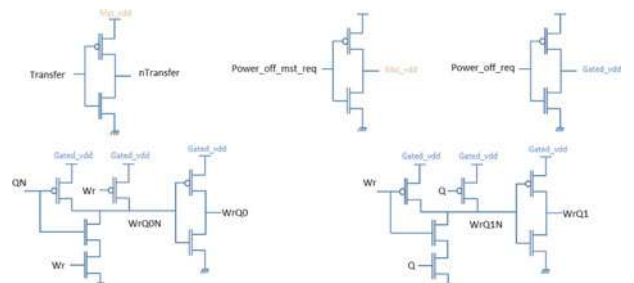 Mst_vdd
Transfer
nTransfer
Power_off_mst_req
Mst_vdd
Power_off_req
Gated_vdd
Gated_vdd
Gated_vdd
Gated_vdd
QN
Wr
WrQ0N
WrQ0
Wr
Gated_vdd
Gated_vdd
Gated_vdd
Wr
Q
WrQ1N
WrQ1
Q